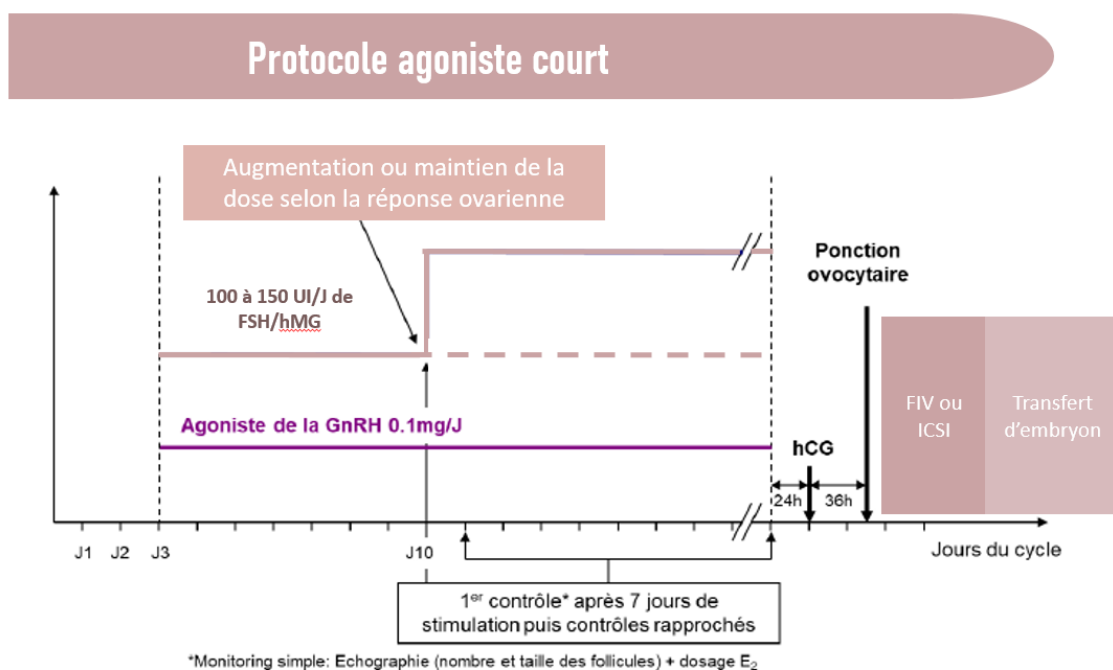 Protocole agoniste court
Augmentation ou maintien de la
dose selon la réponse ovarienne
Ponction
ovocytaire
100 à 150 UI/J de
FSH/hMG
Agoniste de la GnRH 0.1mg/J
FIV ou
ICSI
Transfert
d'embryon
hCG
24h
36h
J1
J2
J3
J10
Jours du cycle
1er contrôle* après 7 jours de
stimulation puis contrôles rapprochés
*Monitoring simple: Echographie (nombre et taille des follicules) + dosage E2